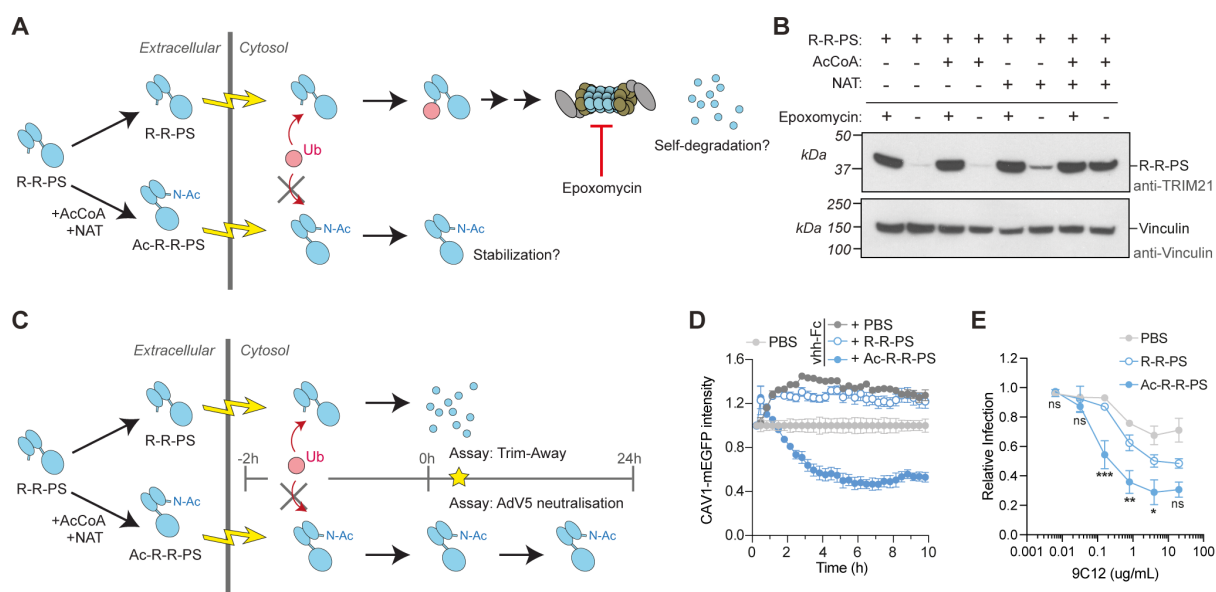 A
Extracellular
Cytosol
R-R-PS
R-R-PS
+AcCoA
+NAT
N-Ac
Ac-R-R-PS
Ub
N-Ac
N-Ac
Stabilization?
Epoxomycin
Self-degradation?
B
R-R-PS: + + + + + + + +
AcCoA: - - + + - - + +
NAT: - - - - + + + +
Epoxomycin: + - + - + - + -
kDa
50
37
R-R-PS
anti-TRIM21
250
kDa 150
100
Vinculin
anti-Vinculin
C
Extracellular
Cytosol
R-R-PS
R-R-PS
+AcCoA
+NAT
N-Ac
Ac-R-R-PS
-2h
Ub
0h
24h
Assay: Trim-Away
Assay: AdV5 neutralisation
N-Ac
N-Ac
N-Ac
D
PBS
vhh-Fc
+ PBS
+ R-R-PS
+ Ac-R-R-PS
CAV1-mEGFP intensity
1.6
1.2
0.8
0.4
0 2 4 6 8 10
Time (h)
E
PBS
R-R-PS
Ac-R-R-PS
Relative Infection
1.2
1.0
0.8
0.6
0.4
0.2
0.0
ns
ns
***
**
*
ns
0.001 0.01 0.1 1 10 100
9C12 (ug/mL)